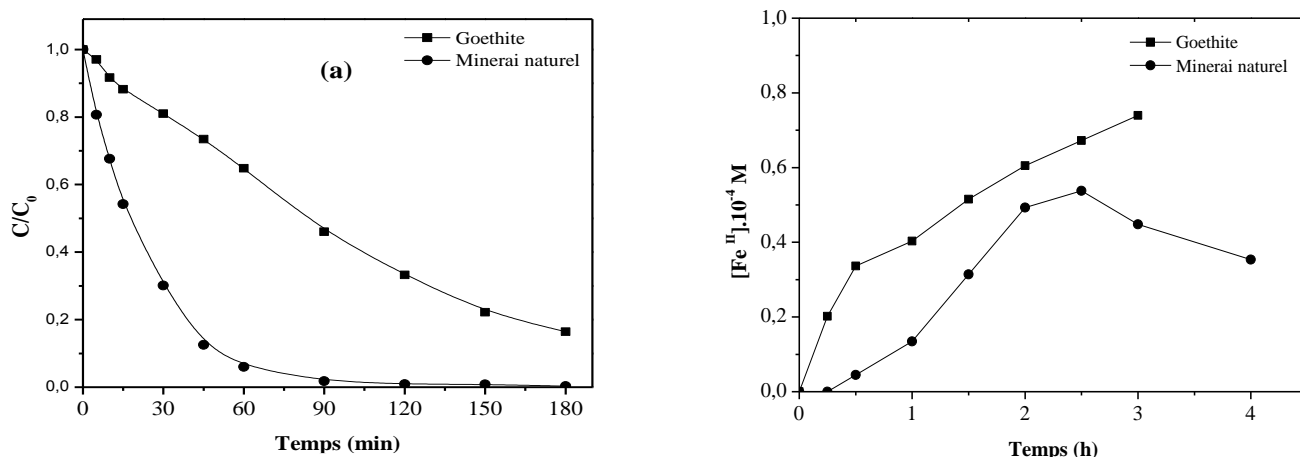 (a)
Goethite
Minerai naturel
1,0
0,8
0,6
0,4
0,2
0,0
C/C0
0 30 60 90 120 150 180
Temps (min)
Goethite
Minerai naturel
1,0
0,8
0,6
0,4
0,2
0,0
[Fe II].10-4 M
0 1 2 3 4
Temps (h)